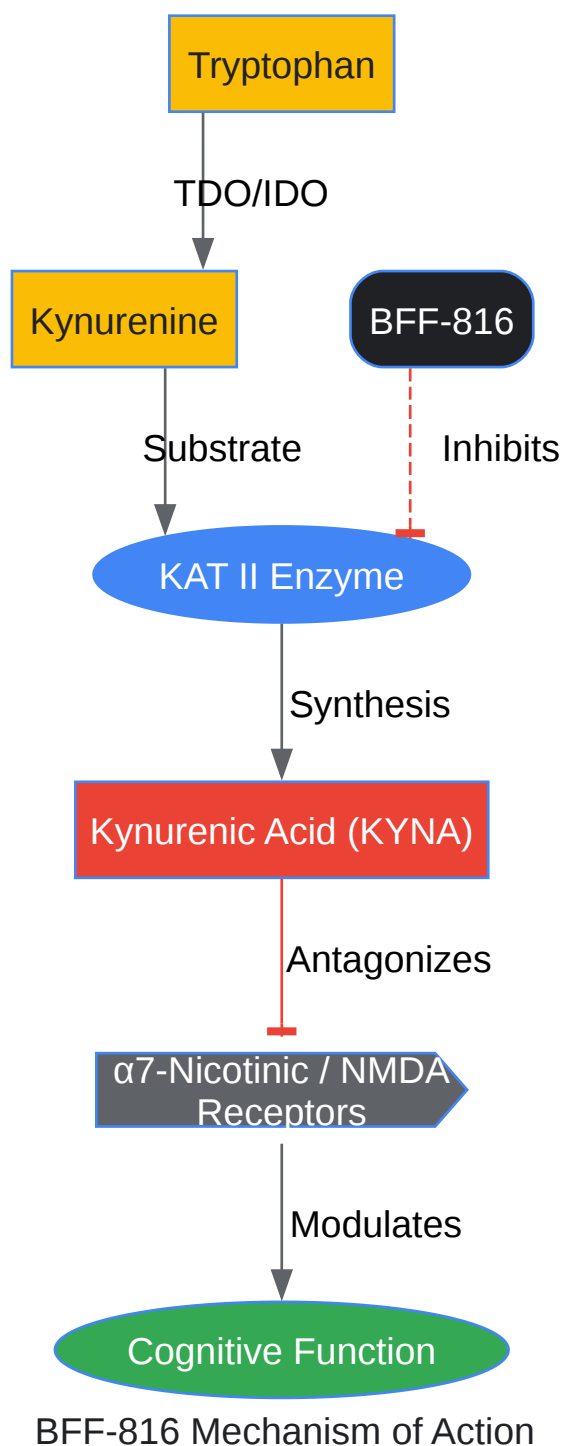 Tryptophan
TDO/IDO
Kynurenine
BFF-816
Substrate
Inhibits
KAT II Enzyme
Synthesis
Kynurenic Acid (KYNA)
Antagonizes
α7-Nicotinic / NMDA
Receptors
Modulates
Cognitive Function
BFF-816 Mechanism of Action